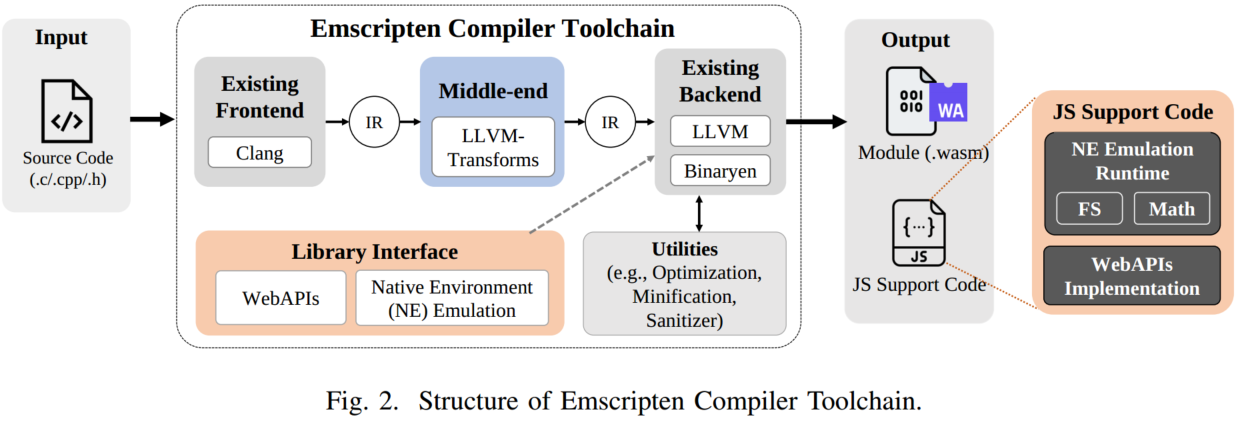 Input
Source Code
(.c/.cpp/.h)
Emscripten Compiler Toolchain
Existing
Frontend
Clang
IR
Middle-end
LLVM-
Transforms
IR
Existing
Backend
LLVM
Binaryen
Library Interface
WebAPIs
Native Environment
(NE) Emulation
Utilities
(e.g., Optimization,
Minification,
Sanitizer)
Output
001
010
WA
Module (.wasm)
{...}
JS
JS Support Code
JS Support Code
NE Emulation
Runtime
FS
Math
WebAPIs
Implementation
Fig. 2. Structure of Emscripten Compiler Toolchain.